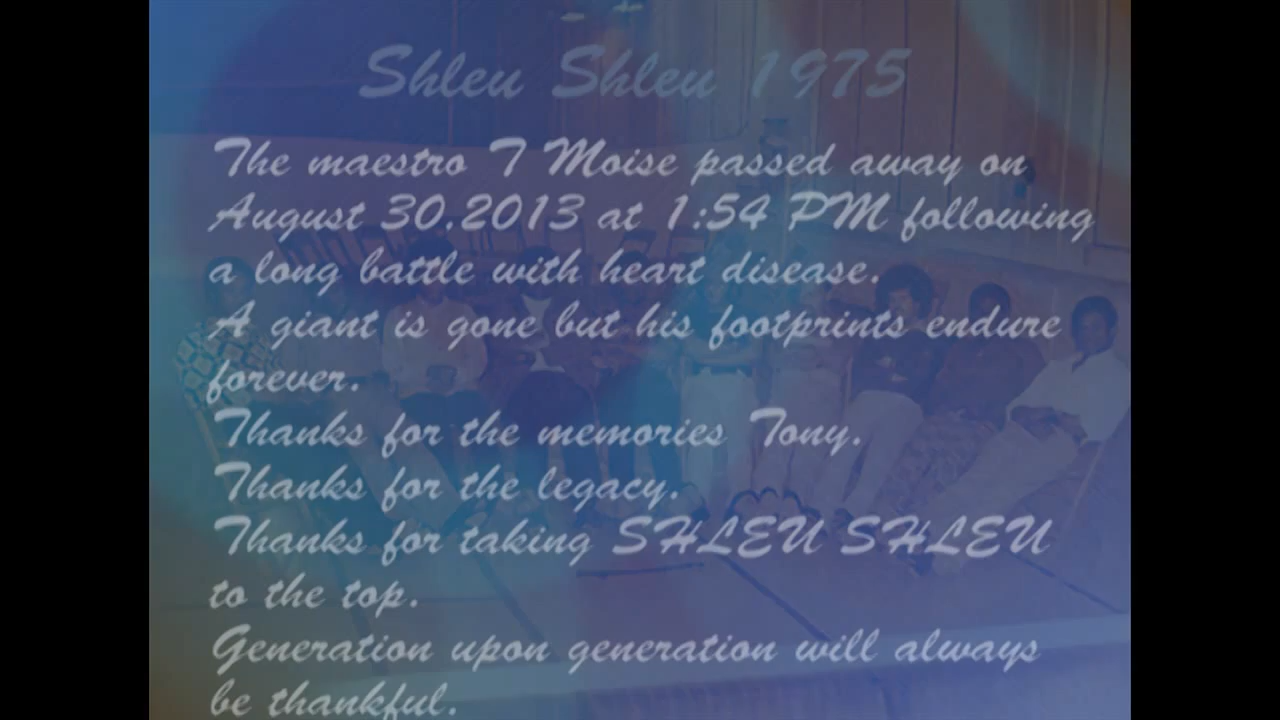 Shleu Shleu 1975
The maestro T Moise passed away on
August 30.2013 at 1:54 PM following
a long battle with heart disease.
A giant is gone but his footprints endure
forever.
Thanks for the memories Tony.
Thanks for the legacy.
Thanks for taking SHLEU SHLEU
to the top.
Generation upon generation will always
be thankful.